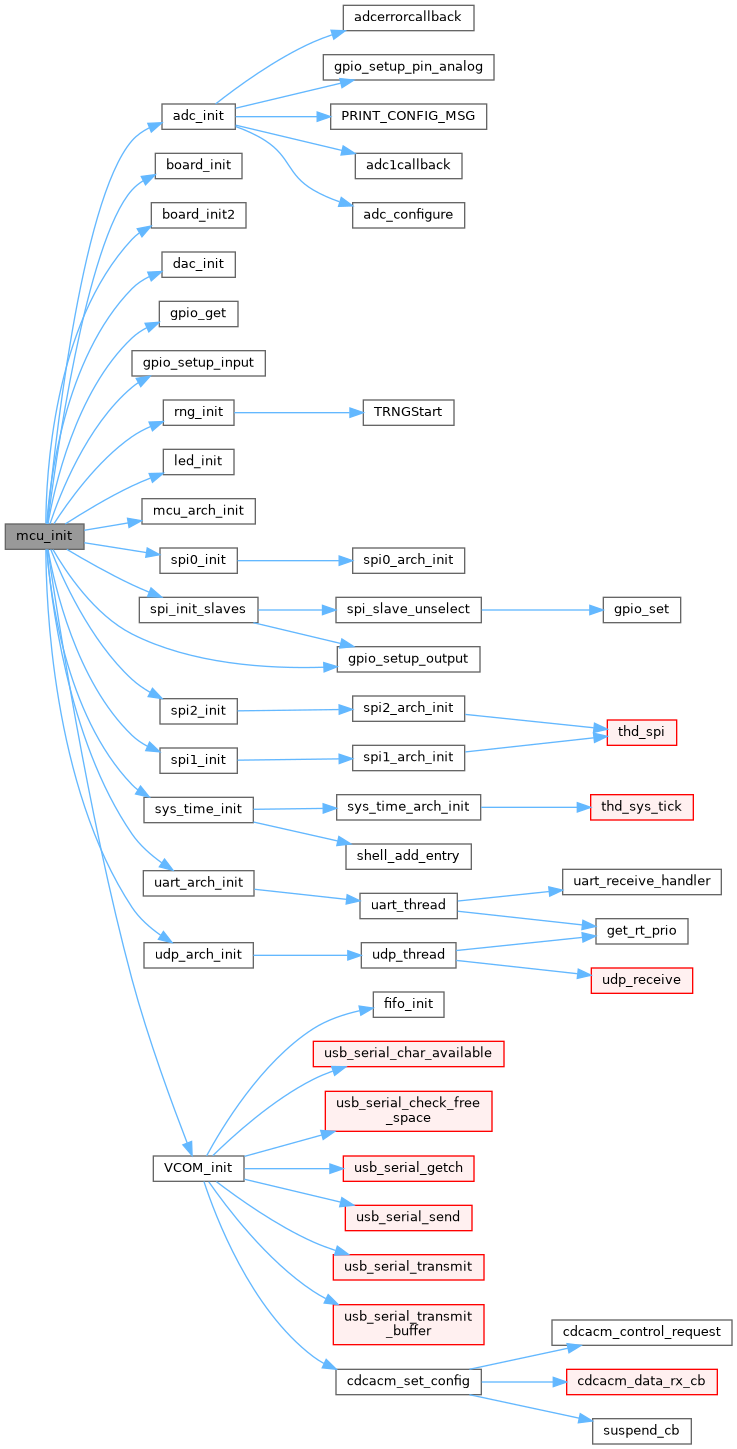 adcerrorcallback
gpio_setup_pin_analog
adc_init
PRINT_CONFIG_MSG
board_init
adc1callback
board_init2
adc_configure
dac_init
gpio_get
gpio_setup_input
rng_init
TRNGStart
led_init
mcu_arch_init
mcu_init
spi0_init
spi0_arch_init
spi_init_slaves
spi_slave_unselect
gpio_set
gpio_setup_output
spi2_init
spi2_arch_init
thd_spi
spi1_init
spi1_arch_init
sys_time_init
sys_time_arch_init
thd_sys_tick
shell_add_entry
uart_arch_init
uart_thread
uart_receive_handler
get_rt_prio
udp_arch_init
udp_thread
udp_receive
fifo_init
usb_serial_char_available
usb_serial_check_free
_space
VCOM_init
usb_serial_getch
usb_serial_send
usb_serial_transmit
usb_serial_transmit
_buffer
cdcacm_set_config
cdcacm_control_request
cdcacm_data_rx_cb
suspend_cb